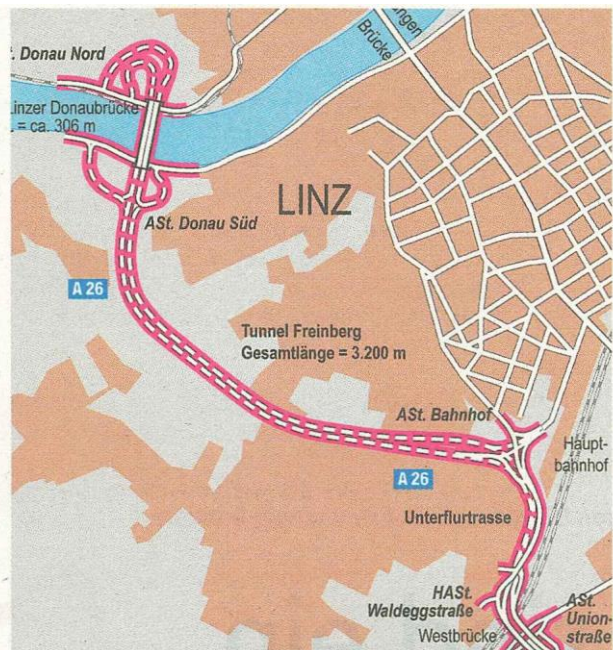 t. Donau Nord
Brücke
ungen
Linzer Donaubrücke
= ca. 306 m
LINZ
ASt. Donau Süd
A 26
Tunnel Freinberg
Gesamtlänge = 3.200 m
ASt. Bahnhof
Haupt-
bahnhof
A 26
Unterflurtrasse
HASt.
Waldeggstraße
ASt.
Union-
straße
Westbrücke